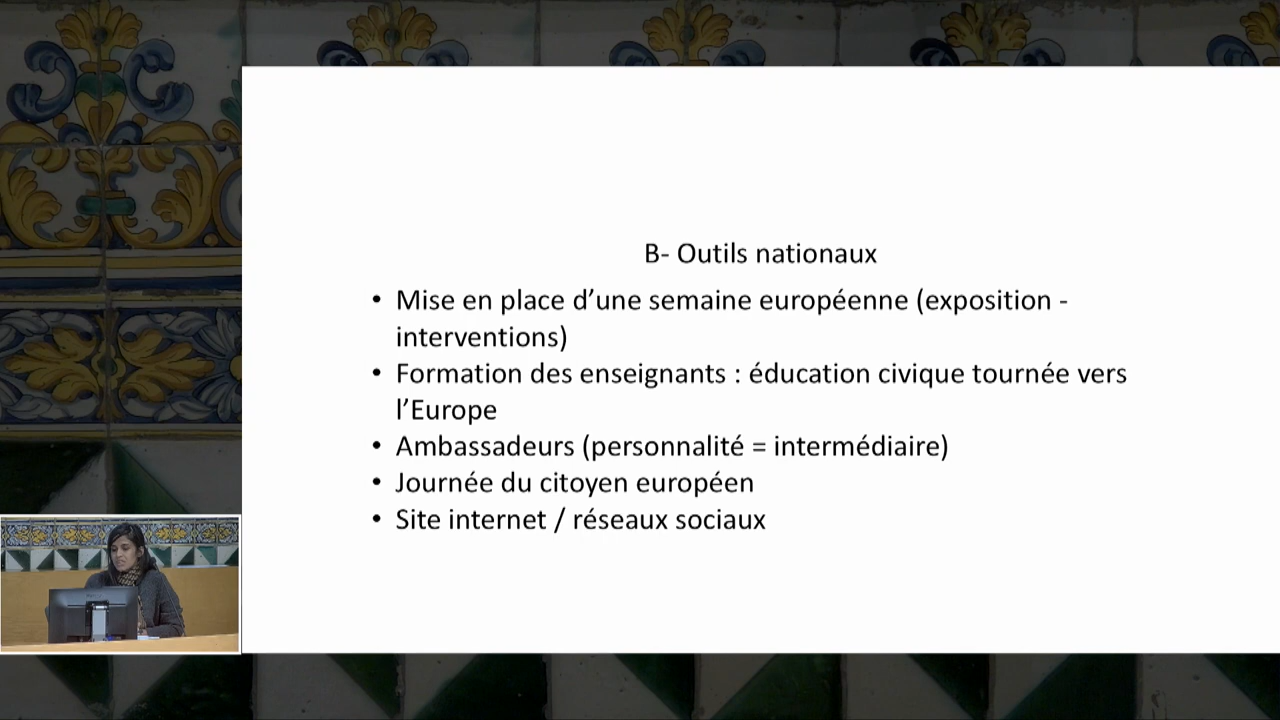 B- Outils nationaux
• Mise en place d’une semaine européenne (exposition -
interventions)
• Formation des enseignants : éducation civique tournée vers
l’Europe
• Ambassadeurs (personnalité = intermédiaire)
• Journée du citoyen européen
• Site internet / réseaux sociaux